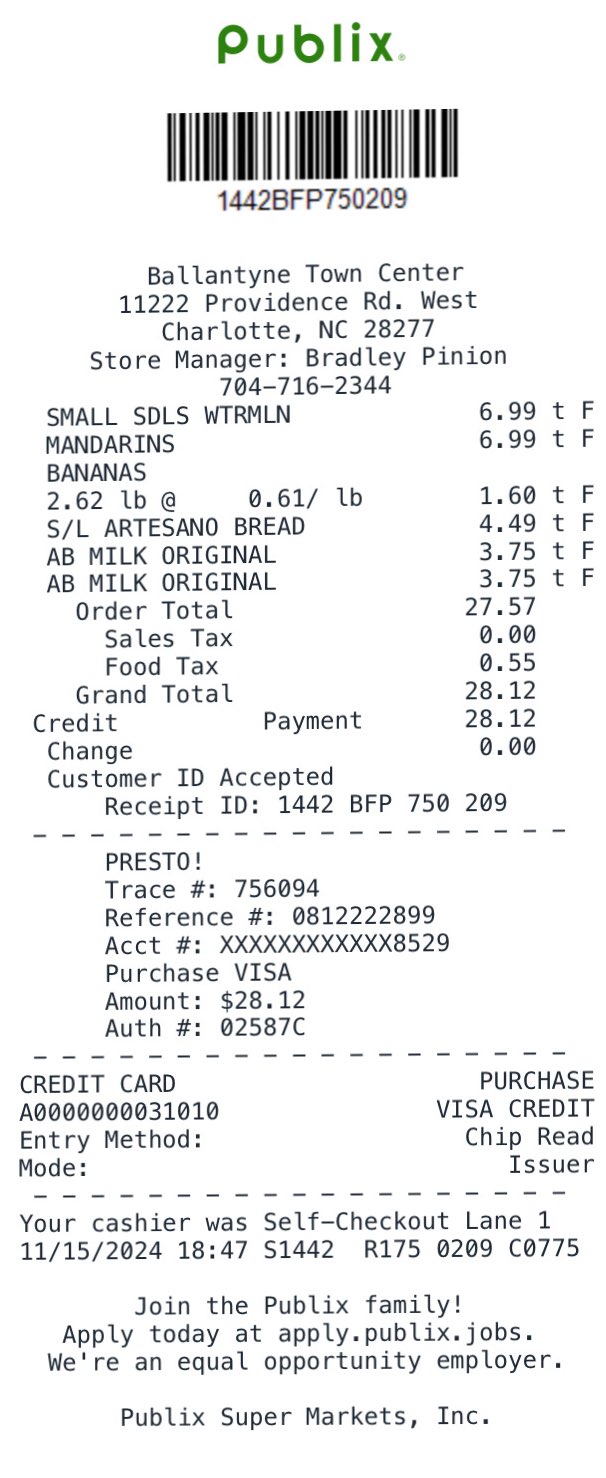 Publix®
1442BFP750209
Ballantyne Town Center
11222 Providence Rd. West
Charlotte, NC 28277
Store Manager: Bradley Pinion
704-716-2344
SMALL SDLS WTRMLN 6.99 t F
MANDARINS 6.99 t F
BANANAS
2.62 lb @ 0.61/ lb 1.60 t F
S/L ARTESANO BREAD 4.49 t F
AB MILK ORIGINAL 3.75 t F
AB MILK ORIGINAL 3.75 t F
Order Total 27.57
Sales Tax 0.00
Food Tax 0.55
Grand Total 28.12
Credit Payment 28.12
Change 0.00
Customer ID Accepted
Receipt ID: 1442 BFP 750 209
PRESTO!
Trace #: 756094
Reference #: 0812222899
Acct #: XXXXXXXXXXXX8529
Purchase VISA
Amount: $28.12
Auth #: 02587C
CREDIT CARD PURCHASE
A0000000031010 VISA CREDIT
Entry Method: Chip Read
Mode: Issuer
Your cashier was Self-Checkout Lane 1
11/15/2024 18:47 S1442 R175 0209 C0775
Join the Publix family!
Apply today at apply.publix.jobs.
We're an equal opportunity employer.
Publix Super Markets, Inc.